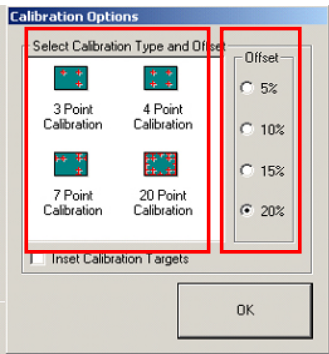 Calibration Options
Select Calibration Type and Offset
Offset
3 Point
Calibration
4 Point
Calibration
7 Point
Calibration
20 Point
Calibration
5%
10%
15%
20%
Inset Calibration Targets
OK